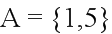 A = {1,5}